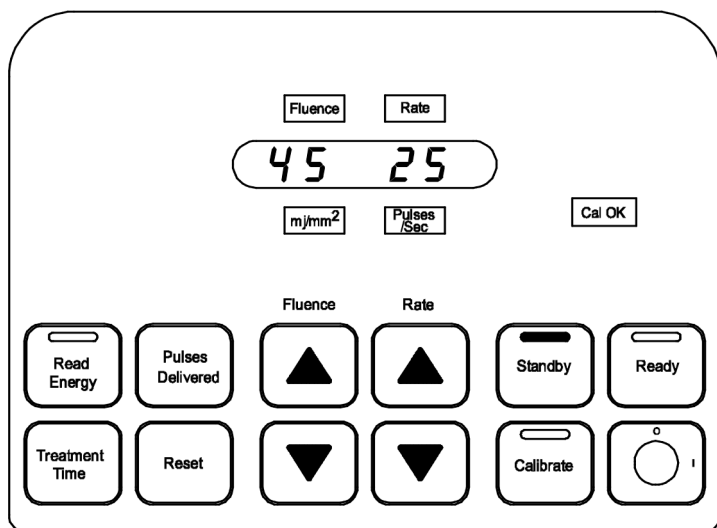 Fluence Rate
45 25
mj/mm²
Pulses
/Sec
Cal OK
Fluence Rate
Read
Energy
Pulses
Delivered
Standby
Ready
Treatment
Time
Reset
Calibrate
O
I